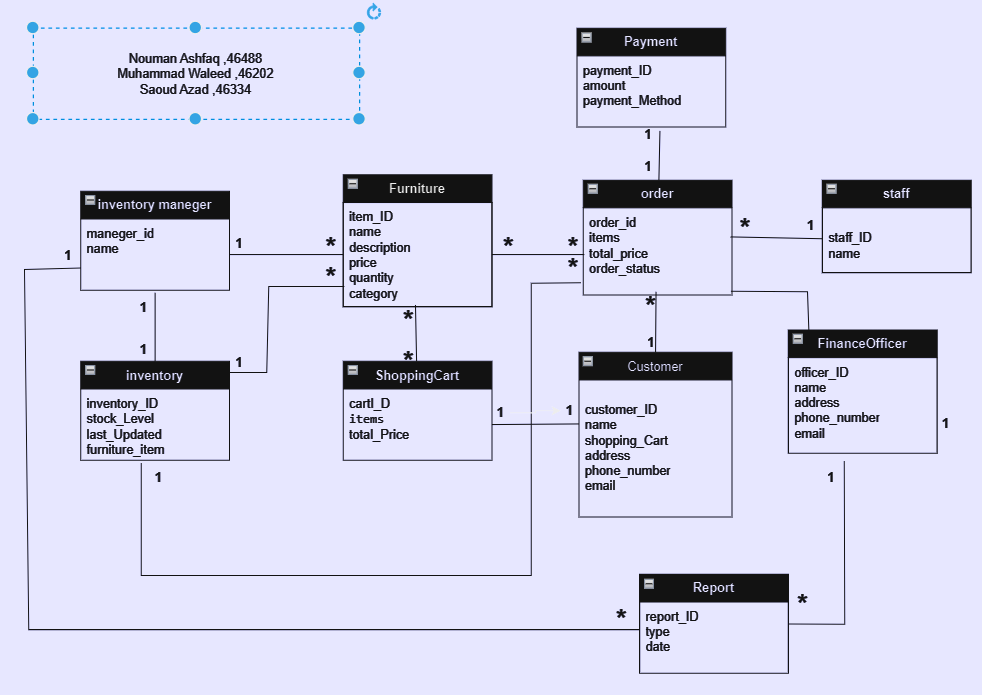 Nouman Ashfaq ,46488
Muhammad Waleed ,46202
Saoud Azad ,46334
Payment
payment_ID
amount
payment_Method
1
1
inventory maneger
maneger_id
name
1
1
1
Furniture
item_ID
name
description
price
quantity
category
*
*
*
*
order
order_id
items
total_price
order_status
*
*
*
*
staff
staff_ID
name
1
1
inventory
inventory_ID
stock_Level
last_Updated
furniture_item
1
1
*
ShoppingCart
cartI_D
items
total_Price
1
1
1
Customer
customer_ID
name
shopping_Cart
address
phone_number
email
FinanceOfficer
officer_ID
name
address
phone_number
email
1
1
Report
report_ID
type
date
*
*